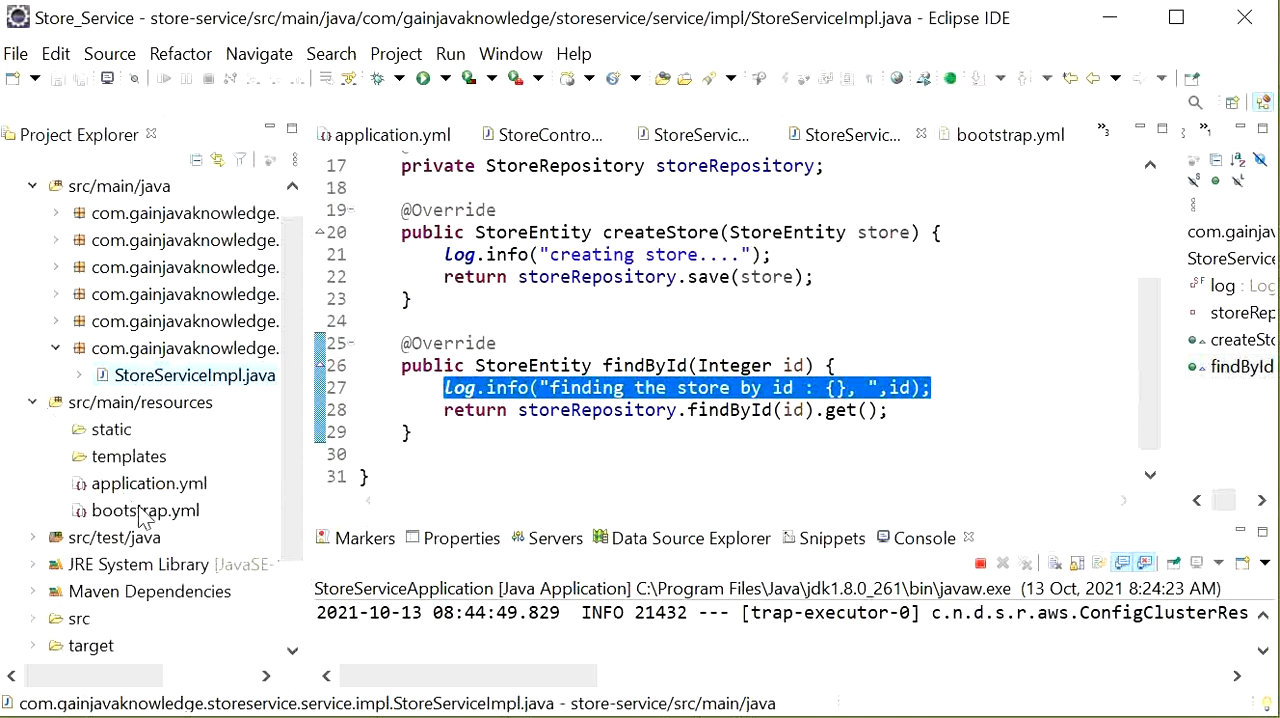 Store_Service - store-service/src/main/java/com/gainjavaknowledge/storeservice/service/impl/StoreServiceImpl.java - Eclipse IDE
File Edit Source Refactor Navigate Search Project Run Window Help
Project Explorer
application.yml StoreContro... StoreServic... StoreServic... bootstrap.yml
src/main/java
com.gainjavaknowledge.
com.gainjavaknowledge.
com.gainjavaknowledge.
com.gainjavaknowledge.
com.gainjavaknowledge.
com.gainjavaknowledge.
StoreServiceImpl.java
src/main/resources
static
templates
application.yml
bootstrap.yml
src/test/java
JRE System Library [JavaSE-
Maven Dependencies
src
target
17 private StoreRepository storeRepository;
18
19 @Override
20 public StoreEntity createStore(StoreEntity store) {
21 log.info("creating store....");
22 return storeRepository.save(store);
23 }
24
25 @Override
26 public StoreEntity findById(Integer id) {
27 log.info("finding the store by id : {}, ",id);
28 return storeRepository.findById(id).get();
29 }
30
31 }
com.gainjav
StoreService
log : Log
storeRep
createSto
findById
Markers Properties Servers Data Source Explorer Snippets Console
StoreServiceApplication [Java Application] C:\Program Files\Java\jdk1.8.0_261\bin\javaw.exe (13 Oct, 2021 8:24:23 AM)
2021-10-13 08:44:49.829 INFO 21432 --- [trap-executor-0] c.n.d.s.r.aws.ConfigClusterRes
com.gainjavaknowledge.storeservice.service.impl.StoreServiceImpl.java - store-service/src/main/java